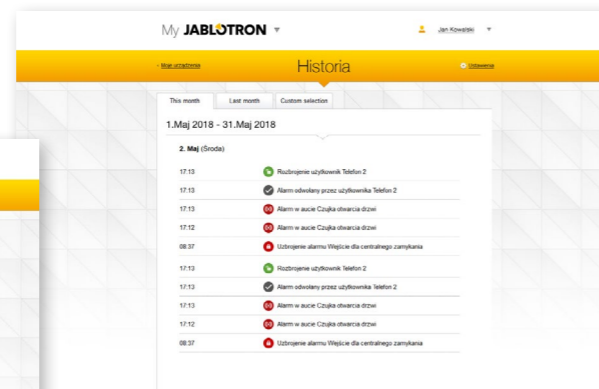 My JABLOTRON
Jan Kowalski
Moje urządzenia
Historia
Ustawienia
This month
Last month
Custom selection
1.Maj 2018 - 31.Maj 2018
2. Maj (Środa)
17:13 Rozbrojenie użytkownik Telefon 2
17:13 Alarm odwołany przez użytkownika Telefon 2
17:13 Alarm w aucie Czujka otwarcia drzwi
17:12 Alarm w aucie Czujka otwarcia drzwi
08:37 Uzbrojenie alarmu Wejście dla centralnego zamykania
17:13 Rozbrojenie użytkownik Telefon 2
17:13 Alarm odwołany przez użytkownika Telefon 2
17:13 Alarm w aucie Czujka otwarcia drzwi
17:12 Alarm w aucie Czujka otwarcia drzwi
08:37 Uzbrojenie alarmu Wejście dla centralnego zamykania